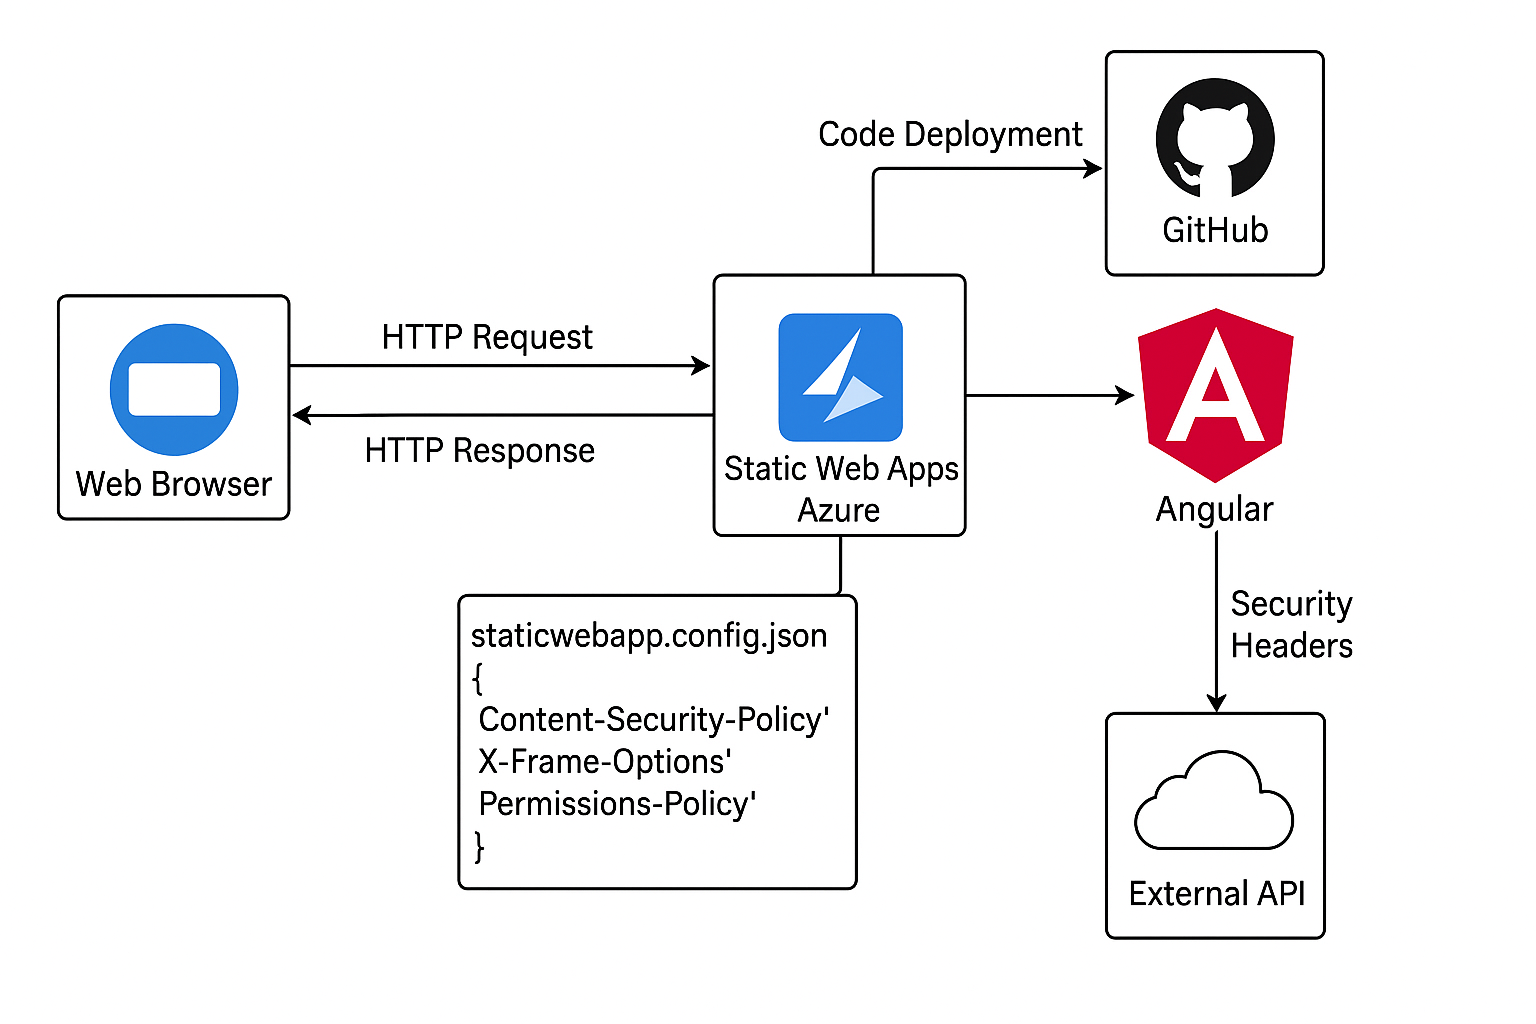 Code Deployment
GitHub
HTTP Request
HTTP Response
Web Browser
Static Web Apps
Azure
Angular
Security
Headers
staticwebapp.config.json
{
Content-Security-Policy'
X-Frame-Options'
Permissions-Policy'
}
External API